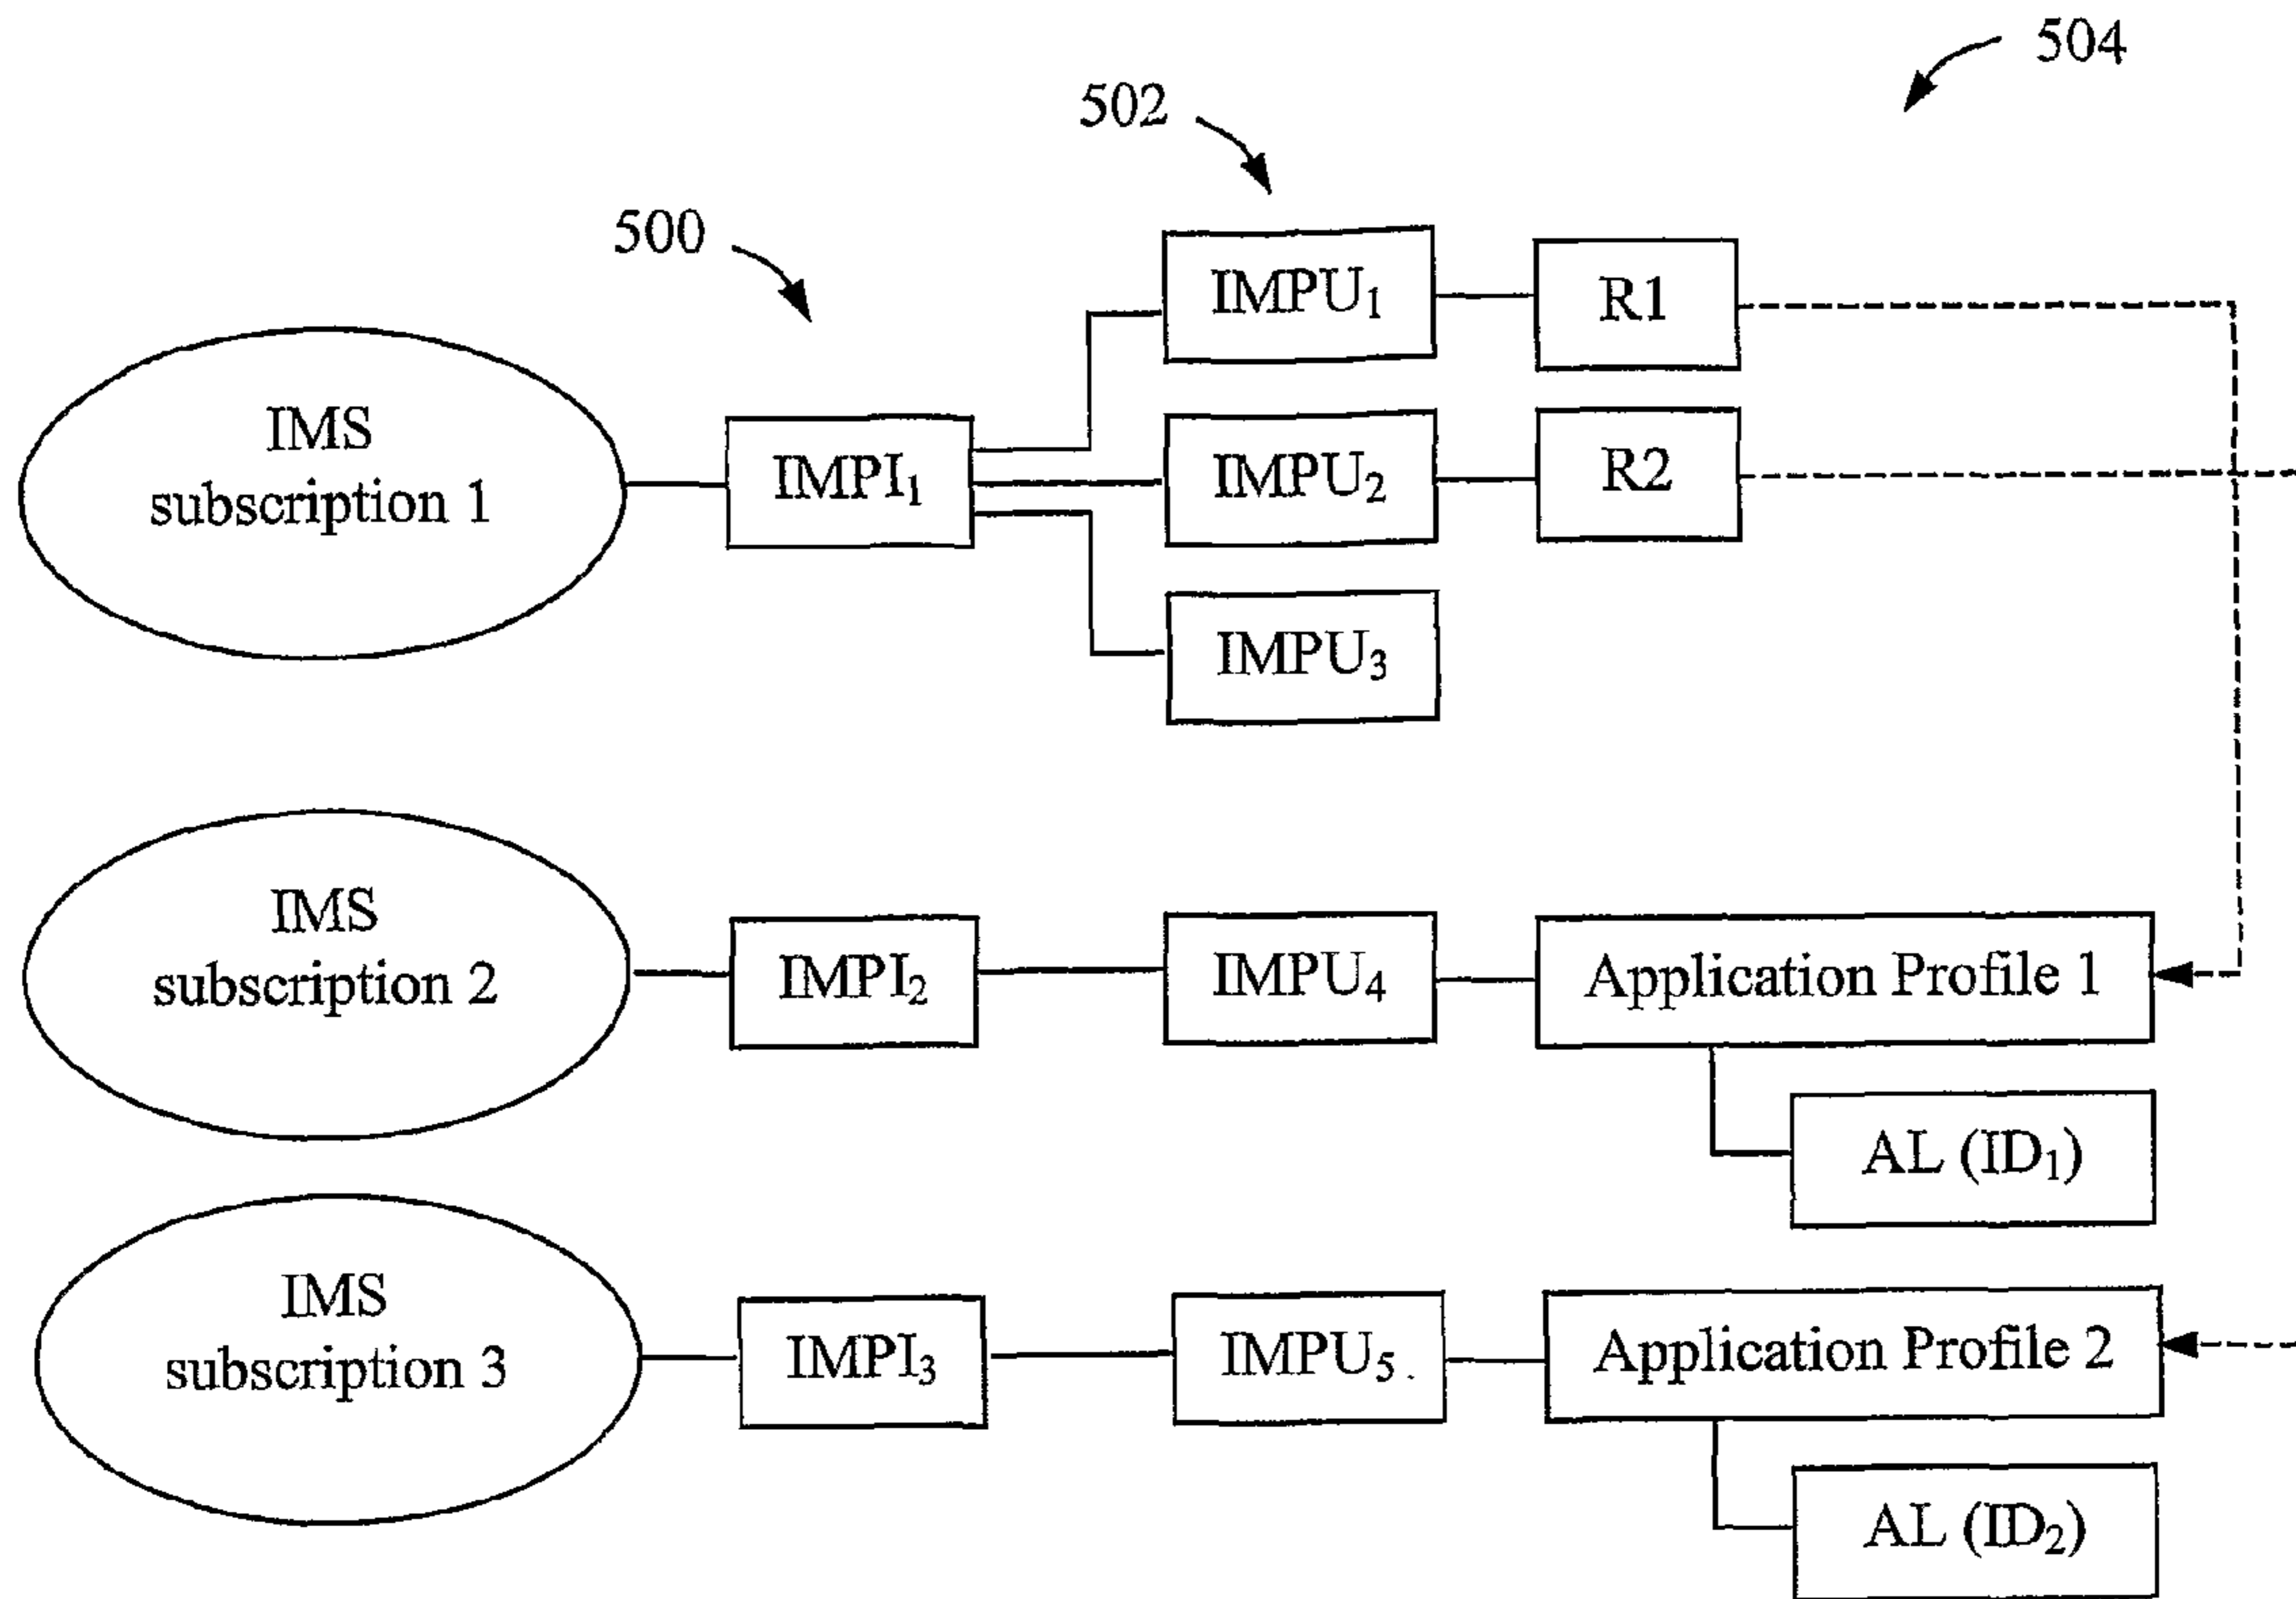 504
502
500
IMPU₁
R1
IMS
subscription 1
IMPI₁
IMPU₂
R2
IMPU₃
IMS
subscription 2
IMPI₂
IMPU₄
Application Profile 1
AL (ID₁)
IMS
subscription 3
IMPI₃
IMPU₅
Application Profile 2
AL (ID₂)